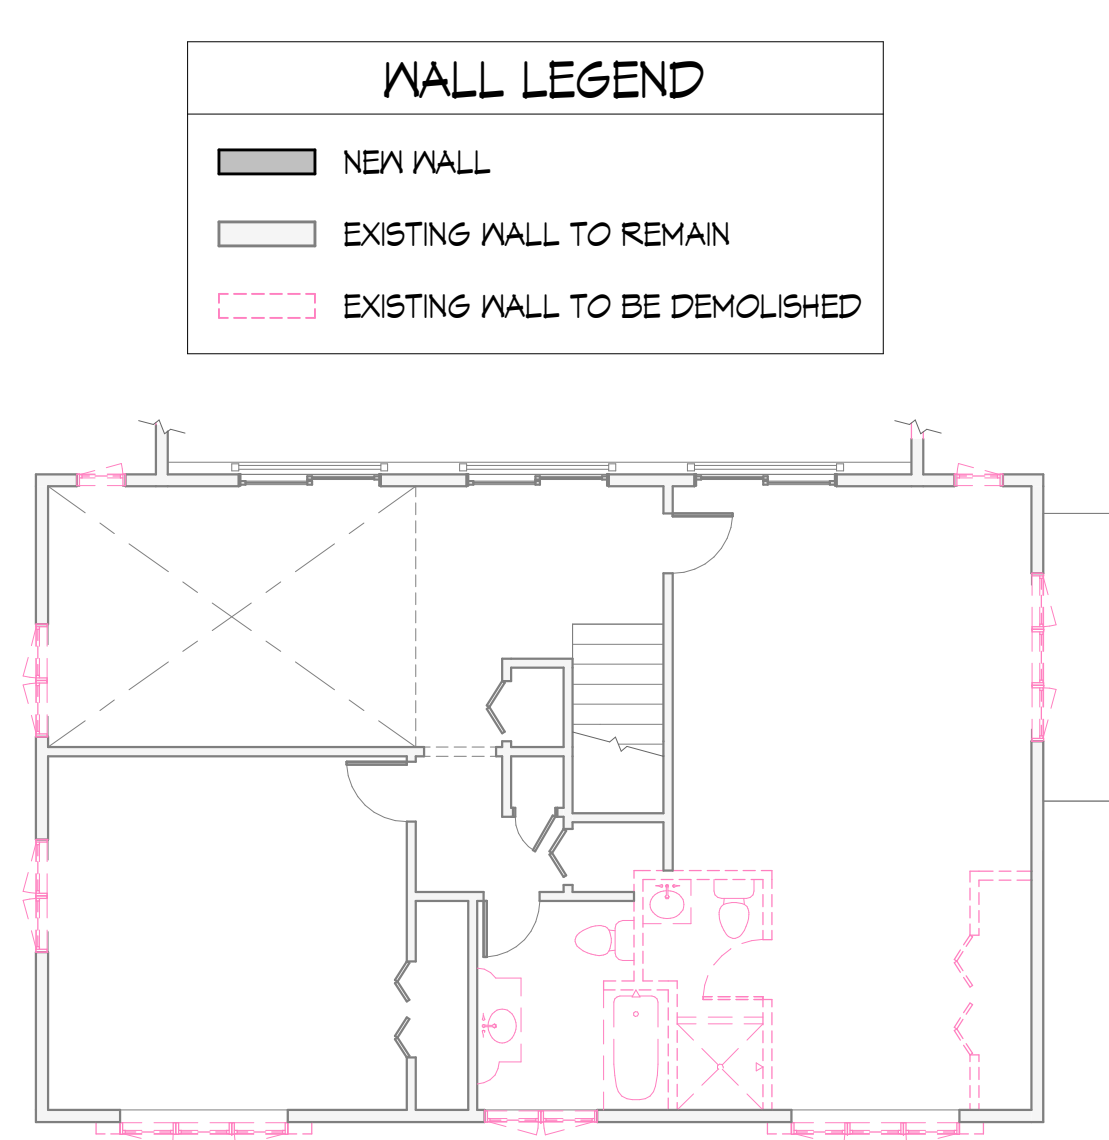 WALL LEGEND
NEW WALL
EXISTING WALL TO REMAIN
EXISTING WALL TO BE DEMOLISHED